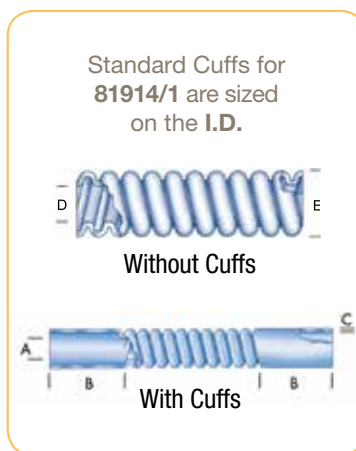 Standard Cuffs for
81914/1 are sized
on the I.D.
D
E
Without Cuffs
C
A
B
B
With Cuffs